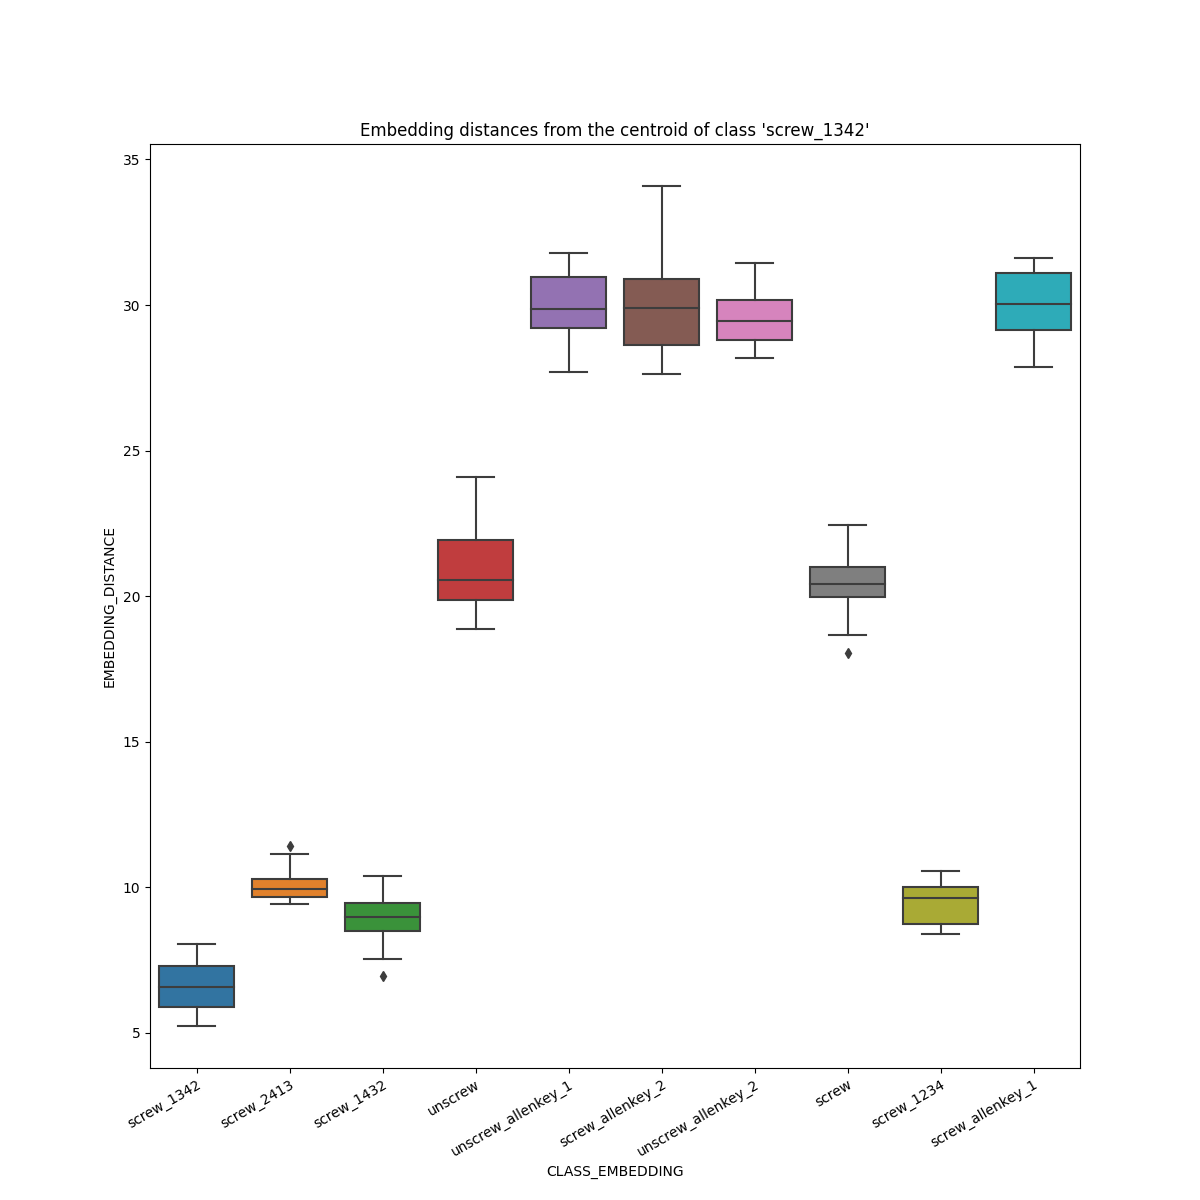 Embedding distances from the centroid of class 'screw_1342'
35
30
25
20
15
10
5
EMBEDDING_DISTANCE
screw_1342
screw_2413
screw_1432
unscrew
unscrew_allenkey_1
screw_allenkey_2
unscrew_allenkey_2
screw
screw_1234
screw_allenkey_1
CLASS_EMBEDDING